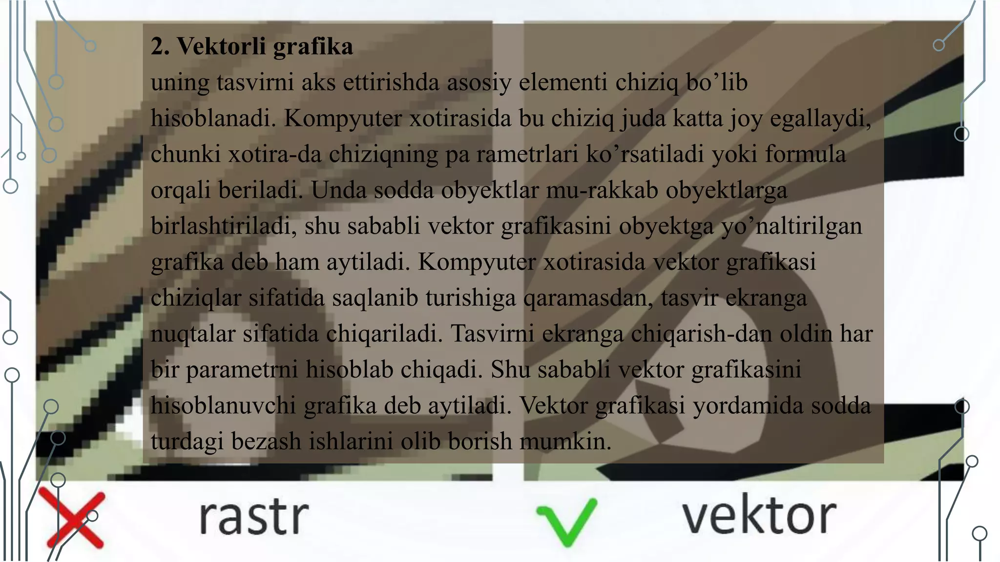 2. Vektorli grafika
uning tasvirni aks ettirishda asosiy elementi chiziq bo’lib
hisoblanadi. Kompyuter xotirasida bu chiziq juda katta joy egallaydi,
chunki xotira-da chiziqning pa rametrlari ko’rsatiladi yoki formula
orqali beriladi. Unda sodda obyektlar mu-rakkab obyektlarga
birlashtiriladi, shu sababli vektor grafikasini obyektga yo’naltirilgan
grafika deb ham aytiladi. Kompyuter xotirasida vektor grafikasi
chiziqlar sifatida saqlanib turishiga qaramasdan, tasvir ekranga
nuqtalar sifatida chiqariladi. Tasvirni ekranga chiqarish-dan oldin har
bir parametrni hisoblab chiqadi. Shu sababli vektor grafikasini
hisoblanuvchi grafika deb aytiladi. Vektor grafikasi yordamida sodda
turdagi bezash ishlarini olib borish mumkin.
rastr
vektor